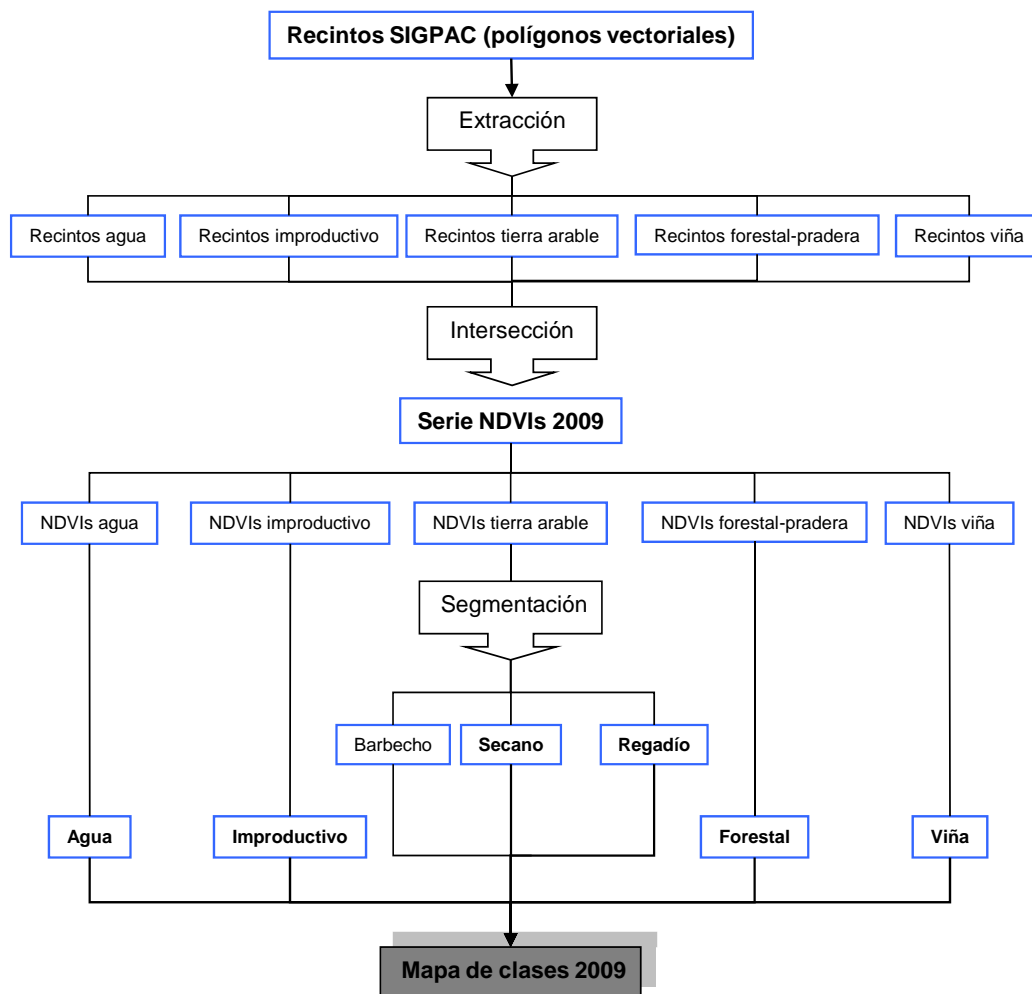 Recintos SIGPAC (polígonos vectoriales)
Extracción
Recintos agua
Recintos improductivo
Recintos tierra arable
Recintos forestal-pradera
Recintos viña
Intersección
Serie NDVIs 2009
NDVIs agua
NDVIs improductivo
NDVIs tierra arable
NDVIs forestal-pradera
NDVIs viña
Segmentación
Barbecho
Secano
Regadío
Agua
Improductivo
Forestal
Viña
Mapa de clases 2009